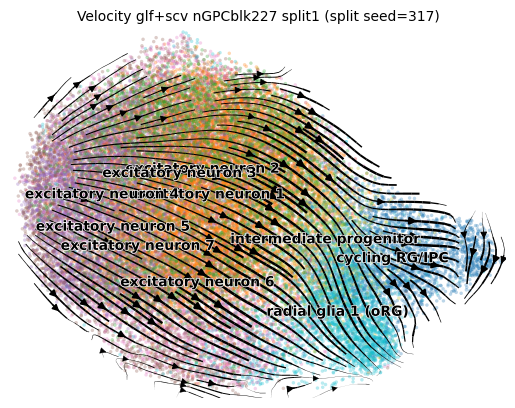 Velocity glf+scv nGPCblk227 split1 (split seed=317)
excitatory neuron 2
excitatory neuron 3
excitatory neuron 4
excitatory neuron 1
excitatory neuron 5
intermediate progenitor
excitatory neuron 7
cycling RG/IPC
excitatory neuron 6
radial glia 1 (oRG)